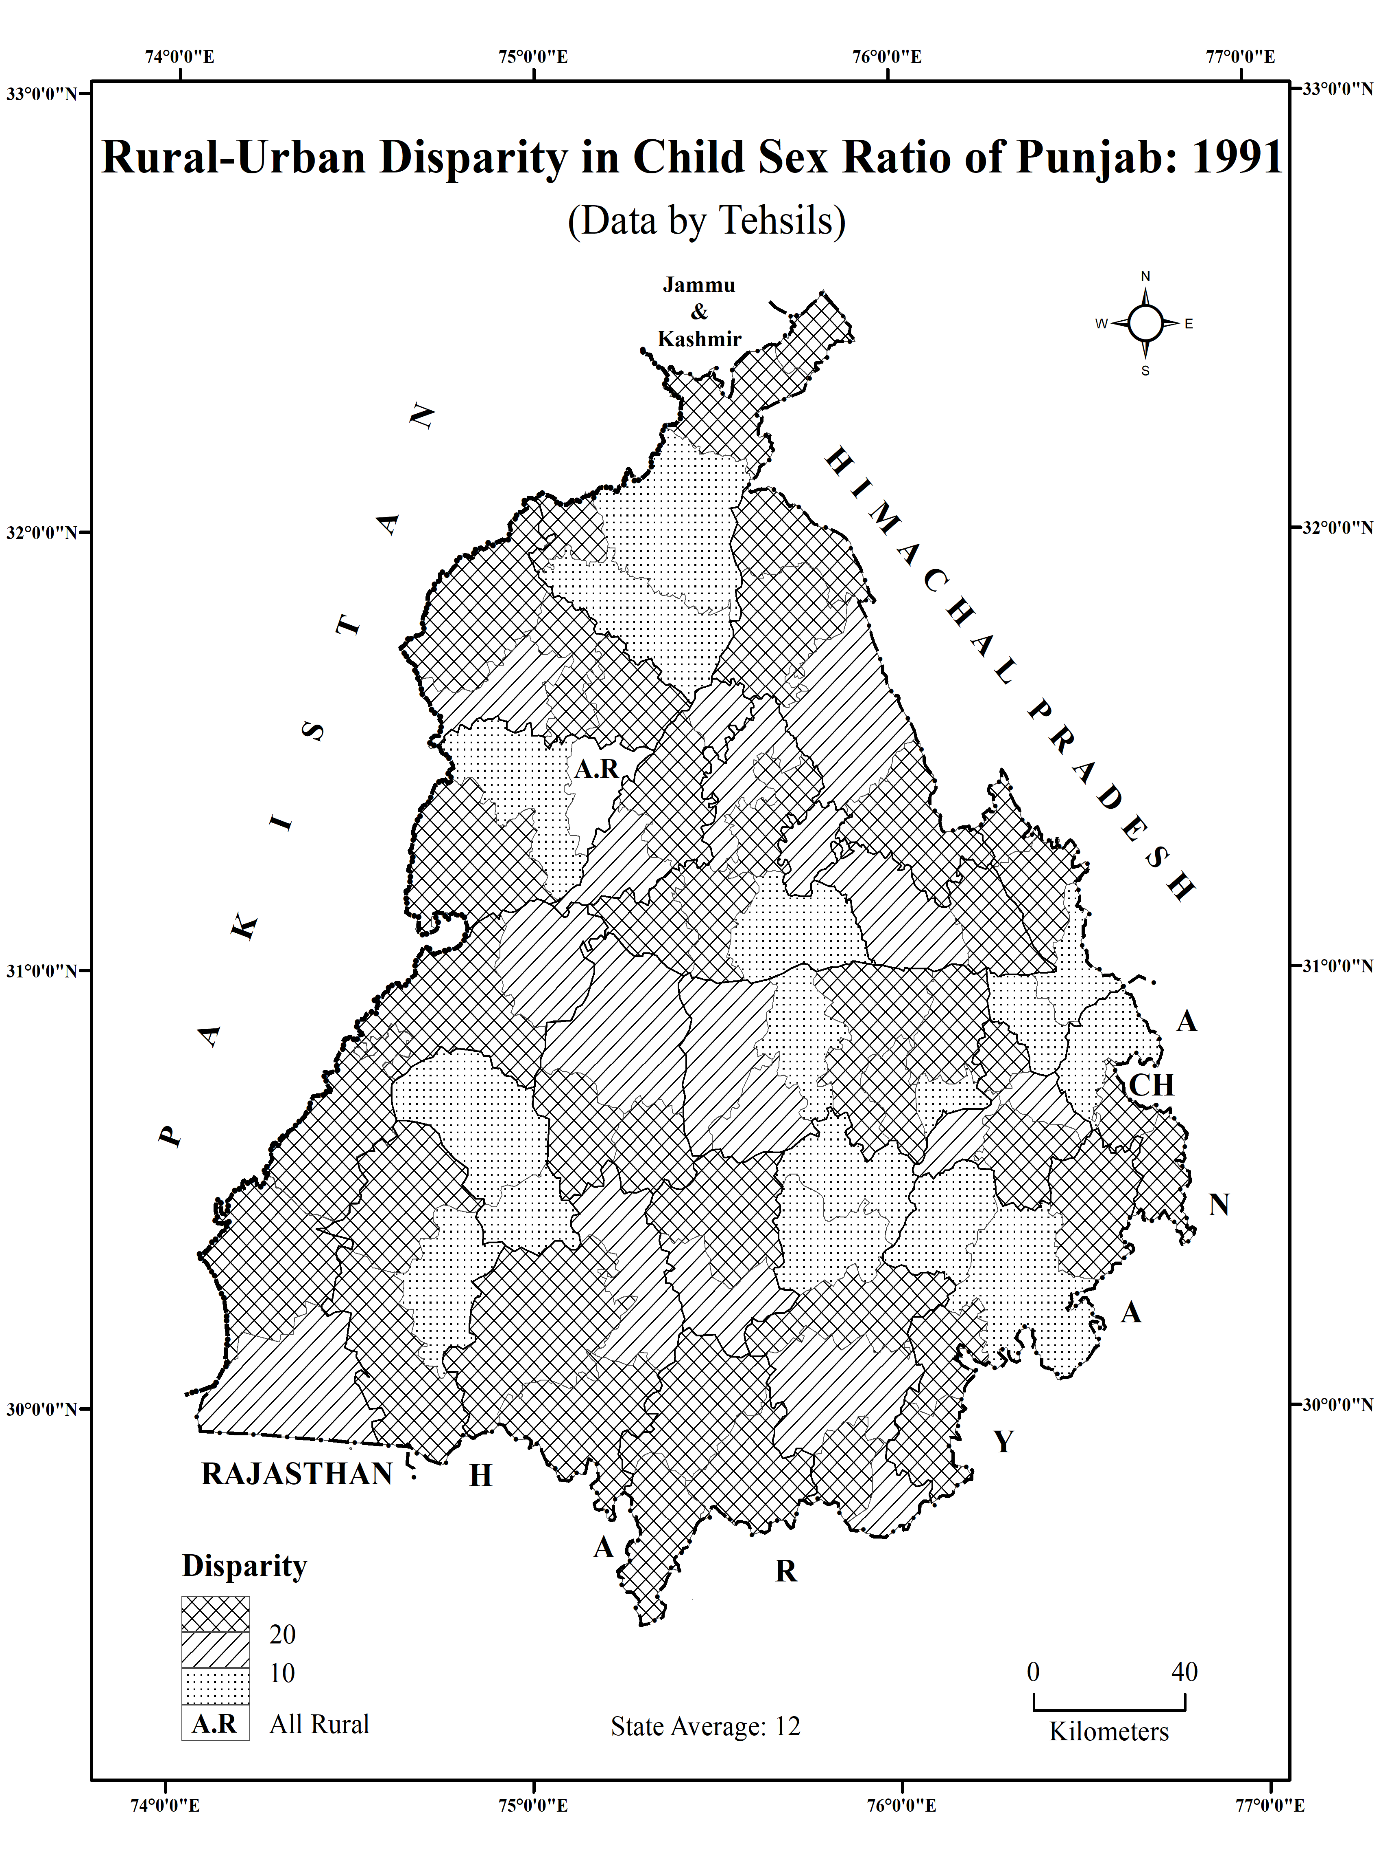 74°0'0"E 75°0'0"E 76°0'0"E 77°0'0"E
33°0'0"N 33°0'0"N
Rural-Urban Disparity in Child Sex Ratio of Punjab: 1991
(Data by Tehsils)
Jammu
&
Kashmir
N
W E
S
PAKISTAN
HIMACHAL PRADESH
32°0'0"N 32°0'0"N
A.R
31°0'0"N 31°0'0"N
CH
HARYANA
30°0'0"N 30°0'0"N
RAJASTHAN
Disparity
20
10
A.R All Rural
State Average: 12
0 40
Kilometers
74°0'0"E 75°0'0"E 76°0'0"E 77°0'0"E